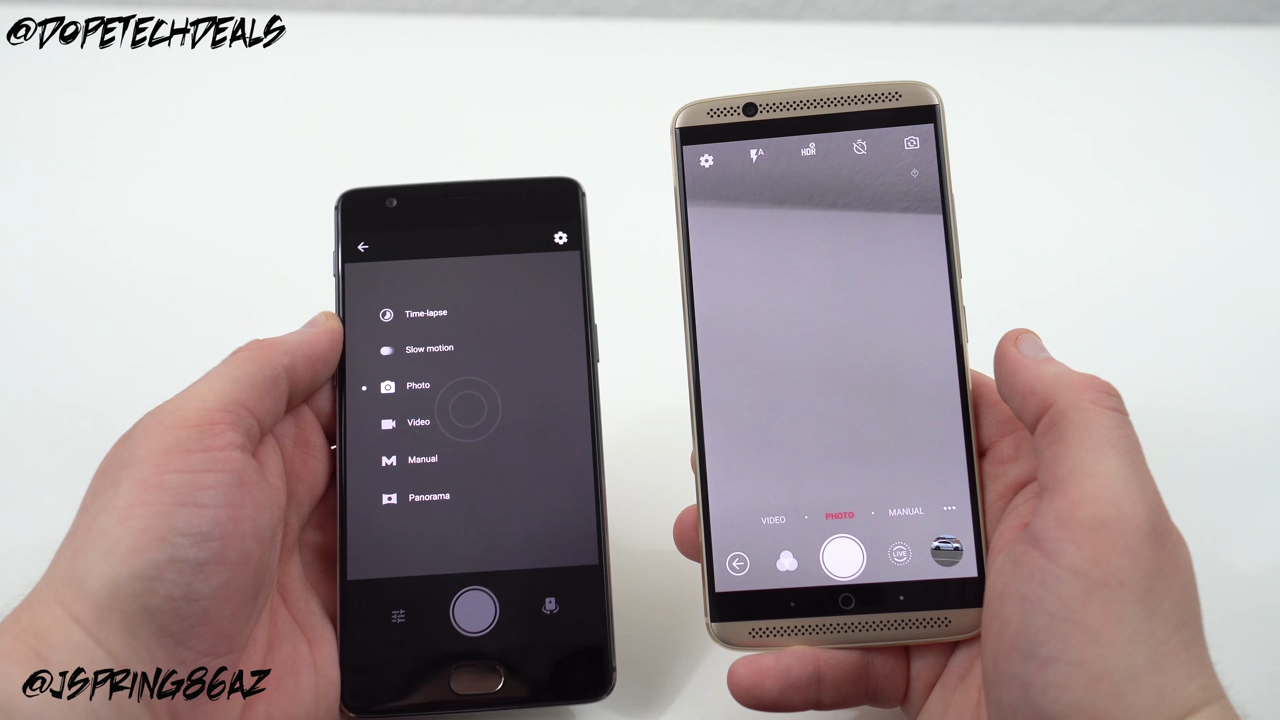 @DOPETECHDEALS
Time-lapse
Slow motion
Photo
Video
Manual
Panorama
A
HDR
VIDEO
PHOTO
MANUAL
LIVE
@JSPRING86AZ